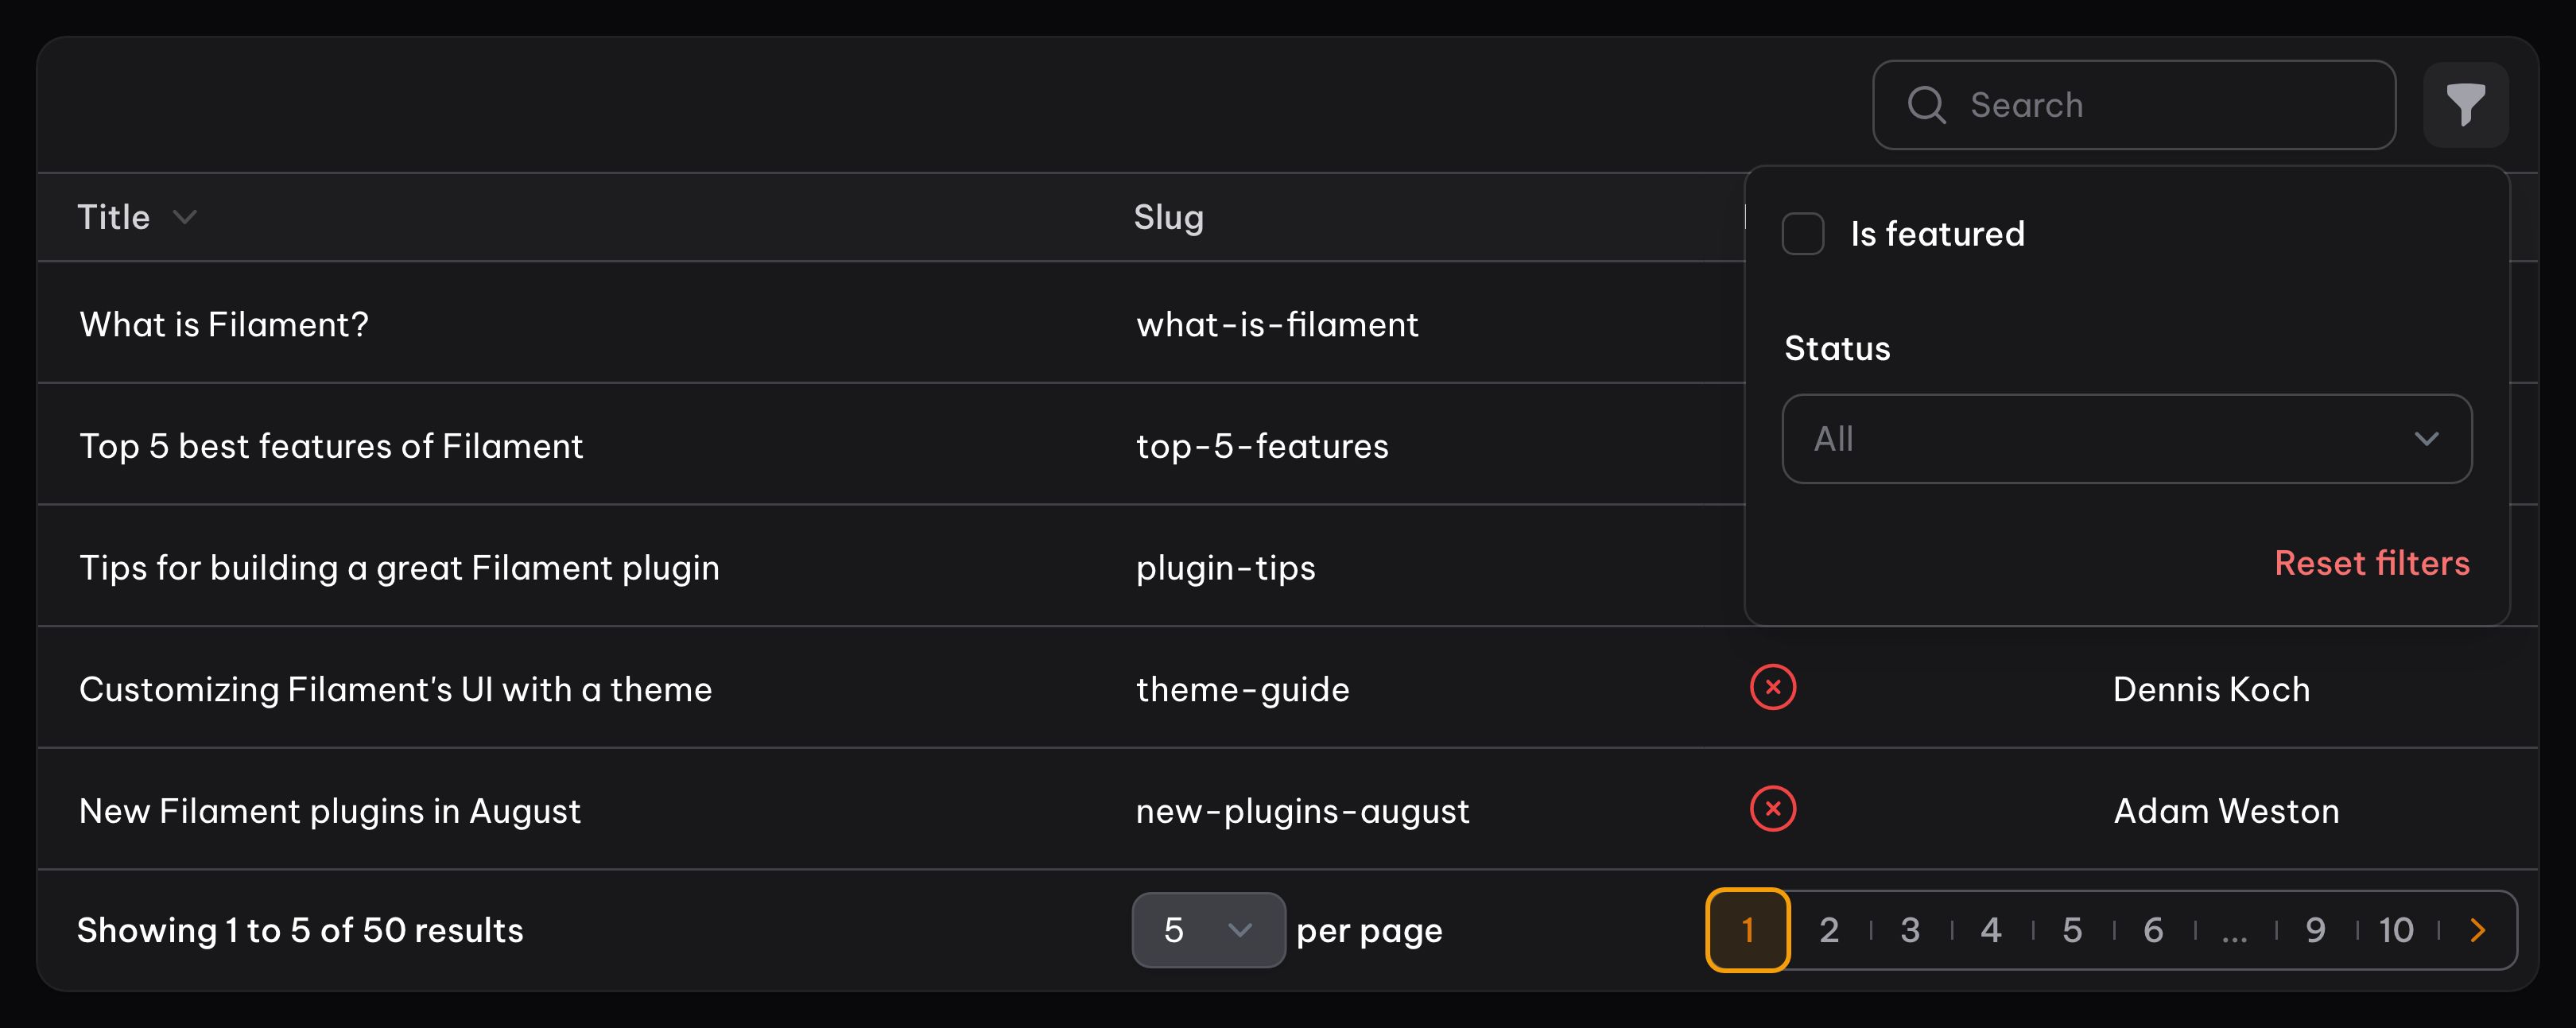 Search
Title
Slug
Is featured
What is Filament?
what-is-filament
Status
Top 5 best features of Filament
top-5-features
All
Tips for building a great Filament plugin
plugin-tips
Reset filters
Customizing Filament's UI with a theme
theme-guide
Dennis Koch
New Filament plugins in August
new-plugins-august
Adam Weston
Showing 1 to 5 of 50 results
5 per page
1 2 3 4 5 6 ... 9 10